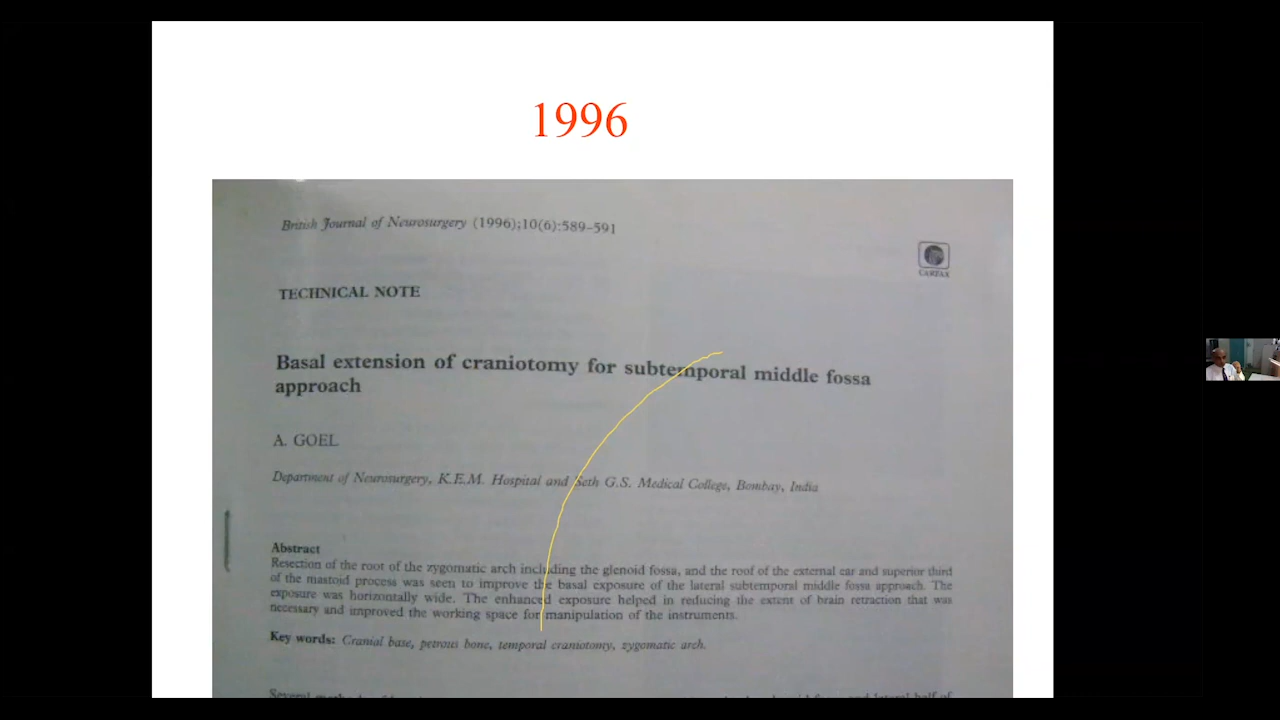 1996
British Journal of Neurosurgery (1996);10(6):589–591
CARFAX
TECHNICAL NOTE
Basal extension of craniotomy for subtemporal middle fossa
approach
A. GOEL
Department of Neurosurgery, K.E.M. Hospital and Seth G.S. Medical College, Bombay, India
Abstract
Resection of the root of the zygomatic arch including the glenoid fossa, and the roof of the external ear and superior third
of the mastoid process was seen to improve the basal exposure of the lateral subtemporal middle fossa approach. The
exposure was horizontally wide. The enhanced exposure helped in reducing the extent of brain retraction that was
necessary and improved the working space for manipulation of the instruments.
Key words: Cranial base, petrous bone, temporal craniotomy, zygomatic arch.
Several